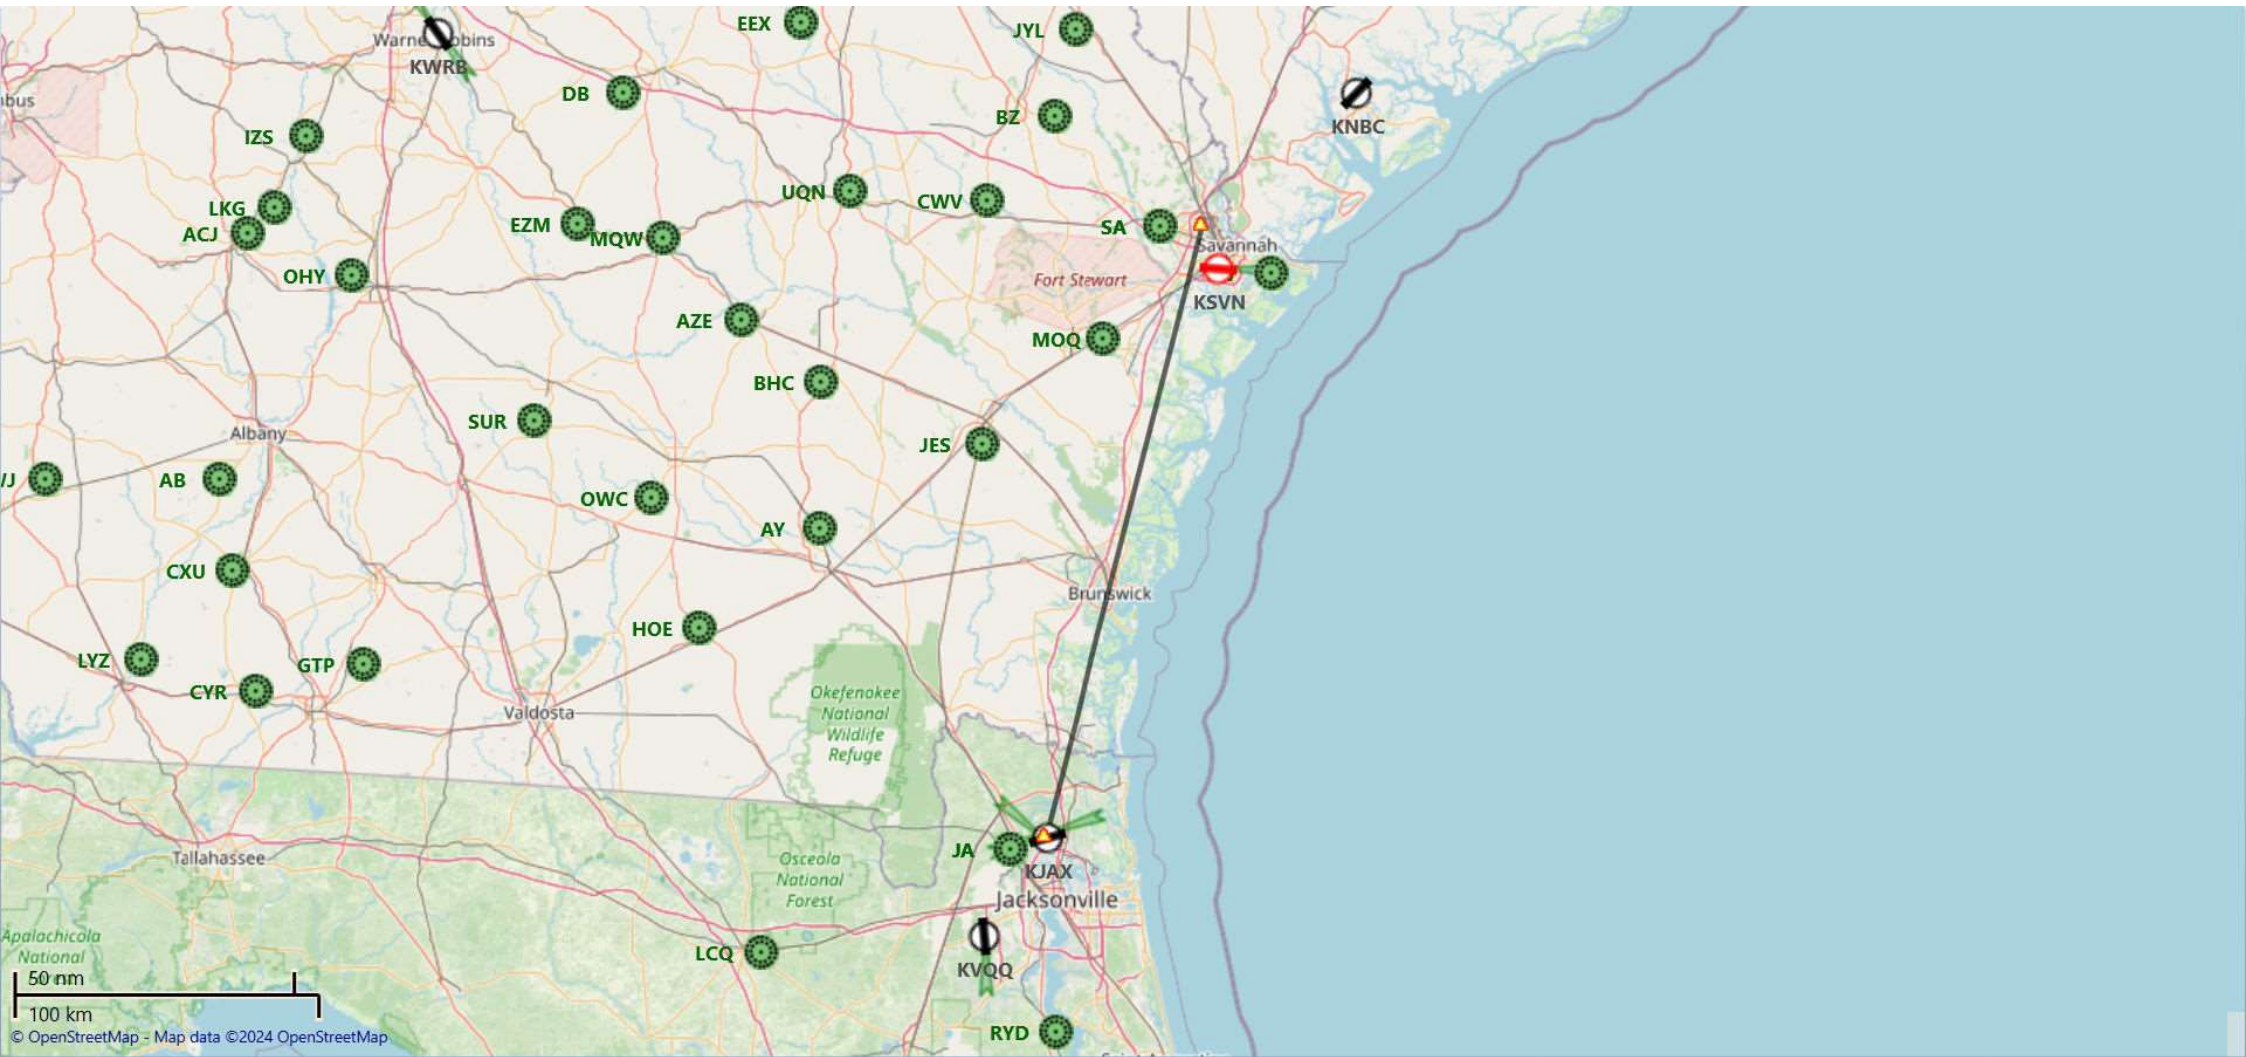 EEX
JYL
Warne obins
KWRB
DB
KNBC
BZ
IZS
UQN
CWV
LKG
ACJ
EZM
MQW
SA
Savannah
OHY
Fort Stewart
KSVN
AZE
MOQ
BHC
SUR
Albany
JES
AB
OWC
AY
CXU
Brunswick
HOE
LYZ
GTP
CYR
Okefenokee
National
Wildlife
Refuge
Valdosta
JA
Tallahassee
Osceola
National
Forest
KJAX
Jacksonville
Apalachicola
National
LCQ
KVQQ
50 nm
100 km
RYD
© OpenStreetMap - Map data ©2024 OpenStreetMap